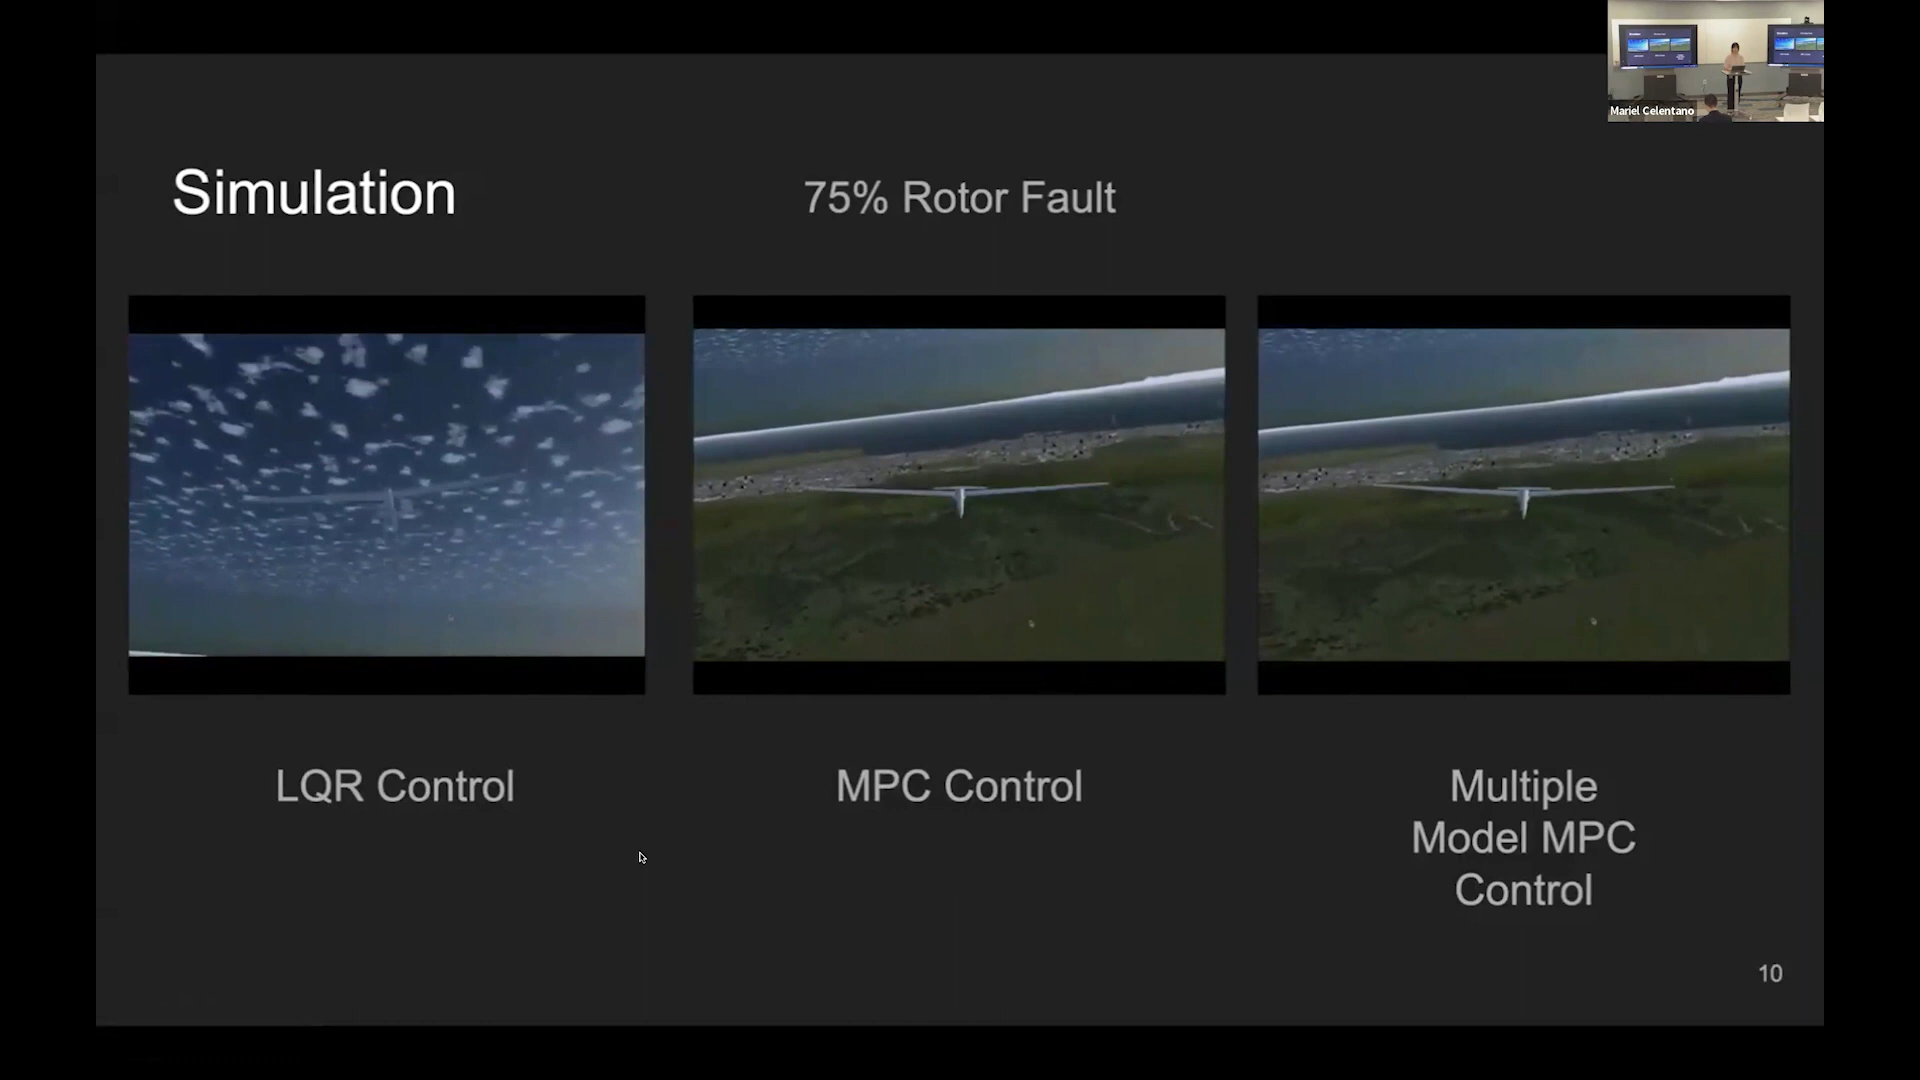 Mariel Celentano
Simulation
75% Rotor Fault
LQR Control
MPC Control
Multiple
Model MPC
Control
10